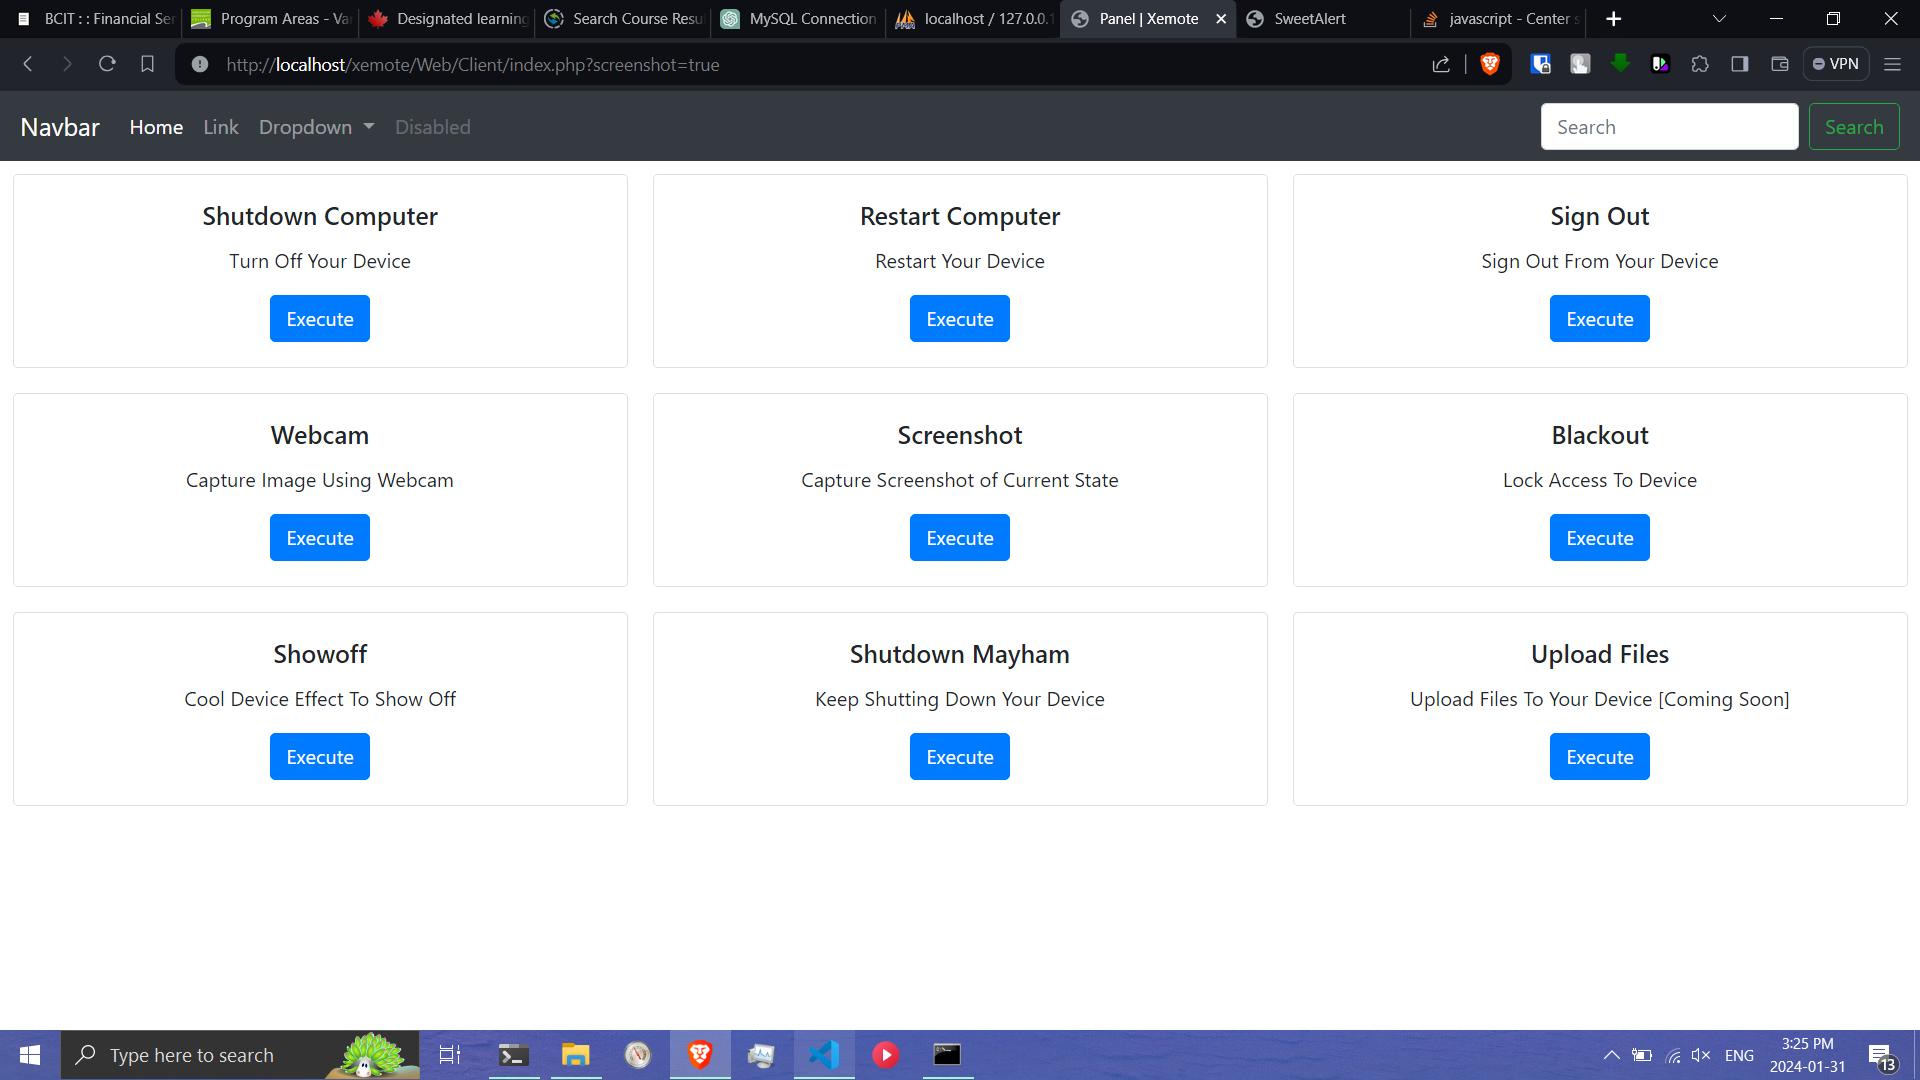 BCIT : : Financial Ser
Program Areas - Va
Designated learning
Search Course Resu
MySQL Connection
localhost / 127.0.0.1
Panel | Xemote
SweetAlert
javascript - Center s
http://localhost/xemote/Web/Client/index.php?screenshot=true
VPN
Navbar
Home
Link
Dropdown
Disabled
Search
Search
Shutdown Computer
Turn Off Your Device
Execute
Restart Computer
Restart Your Device
Execute
Sign Out
Sign Out From Your Device
Execute
Webcam
Capture Image Using Webcam
Execute
Screenshot
Capture Screenshot of Current State
Execute
Blackout
Lock Access To Device
Execute
Showoff
Cool Device Effect To Show Off
Execute
Shutdown Mayham
Keep Shutting Down Your Device
Execute
Upload Files
Upload Files To Your Device [Coming Soon]
Execute
Type here to search
ENG
3:25 PM
2024-01-31
13